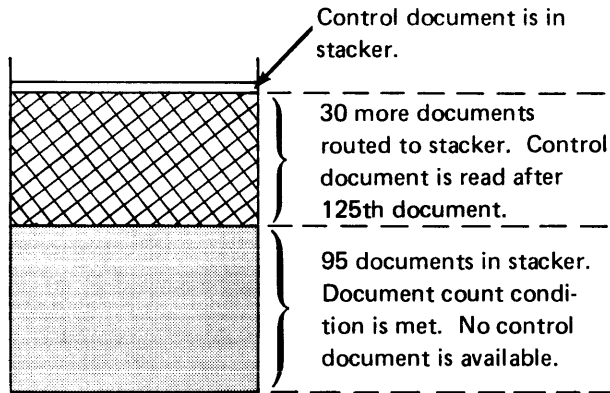 Control document is in
stacker.
30 more documents
routed to stacker. Control
document is read after
125th document.
95 documents in stacker.
Document count condi-
tion is met. No control
document is available.